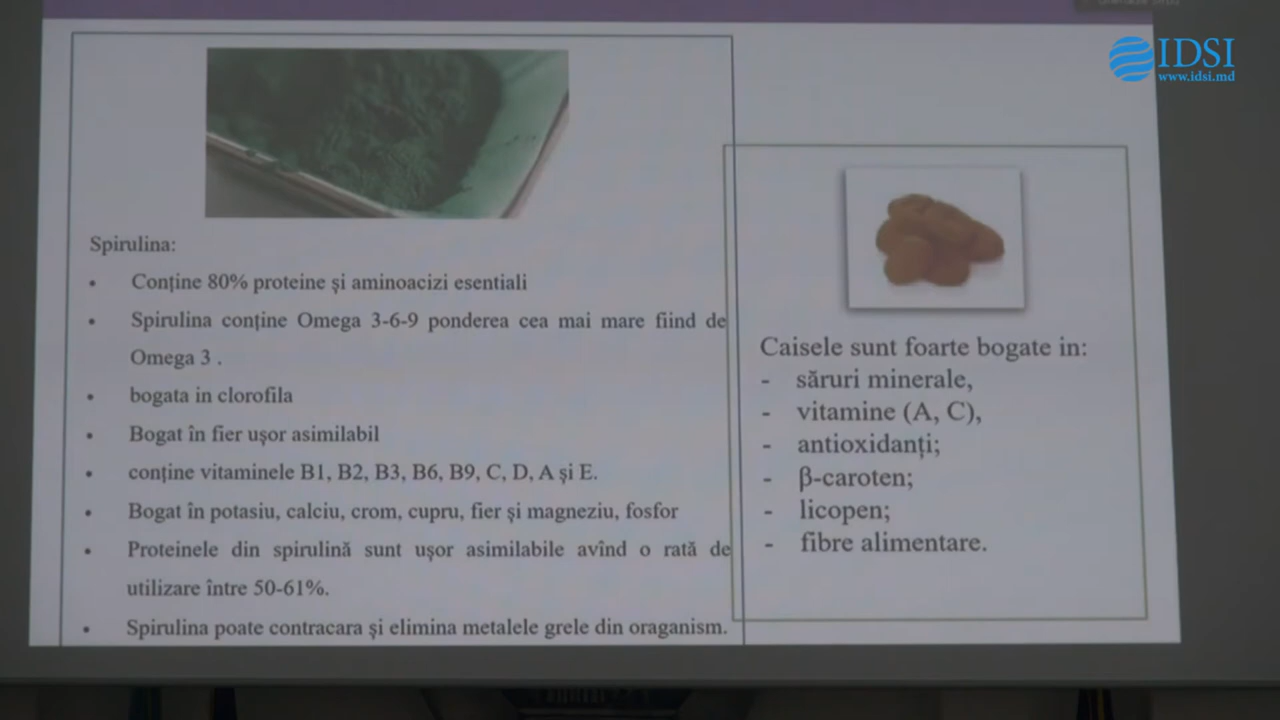 IDSI
www.idsi.md
Spirulina:
• Conține 80% proteine și aminoacizi esentiali
• Spirulina conține Omega 3-6-9 ponderea cea mai mare fiind de
Omega 3 .
• bogata in clorofila
• Bogat în fier ușor asimilabil
• conține vitaminele B1, B2, B3, B6, B9, C, D, A și E.
• Bogat în potasiu, calciu, crom, cupru, fier și magneziu, fosfor
• Proteinele din spirulină sunt ușor asimilabile avînd o rată de
utilizare între 50-61%.
• Spirulina poate contracara și elimina metalele grele din oraganism.
Caisele sunt foarte bogate in:
- săruri minerale,
- vitamine (A, C),
- antioxidanți;
- β-caroten;
- licopen;
- fibre alimentare.